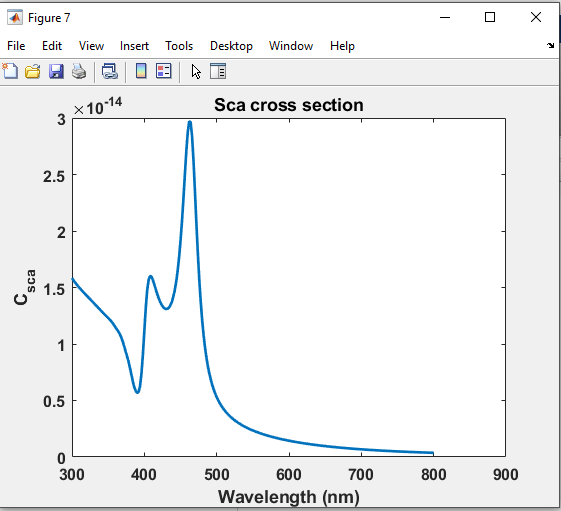 Figure 7
File Edit View Insert Tools Desktop Window Help
×10-14
Sca cross section
3
2.5
2
1.5
1
0.5
0
Csca
300 400 500 600 700 800 900
Wavelength (nm)